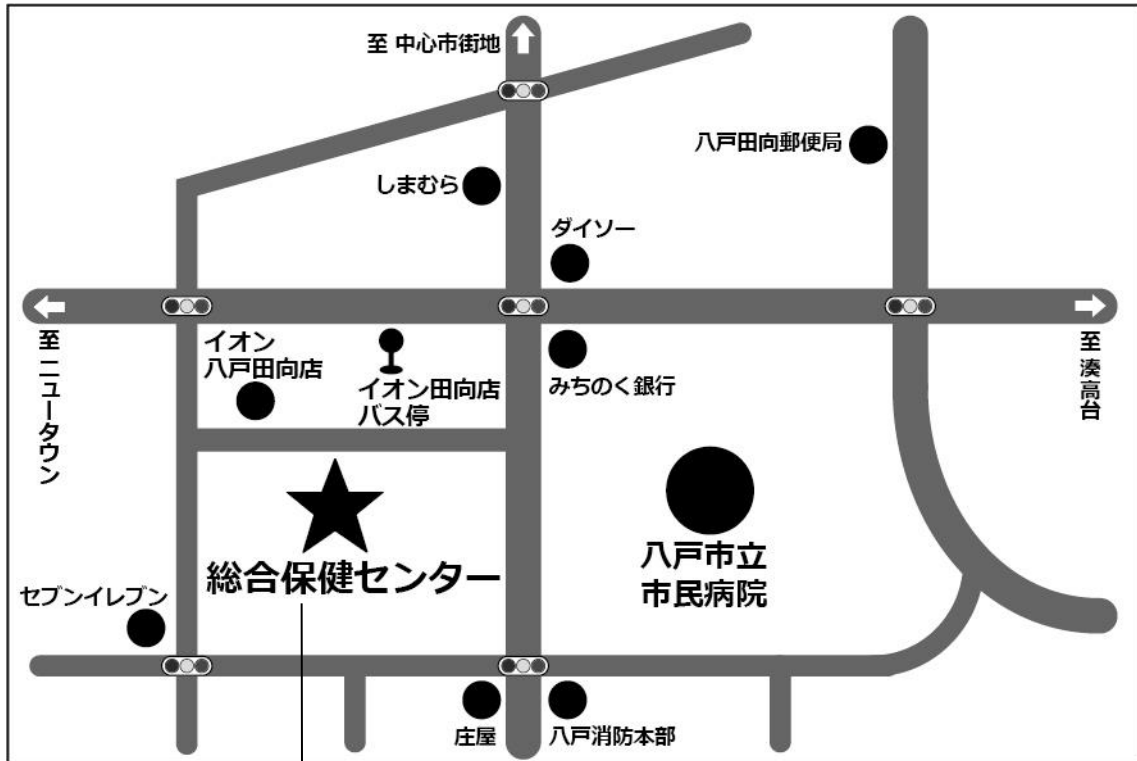 至 中心市街地
八戸田向郵便局
しまむら
ダイソー
至 ニュータウン
イオン
八戸田向店
イオン田向店
バス停
みちのく銀行
至 湊高台
総合保健センター
八戸市立
市民病院
セブンイレブン
庄屋
八戸消防本部